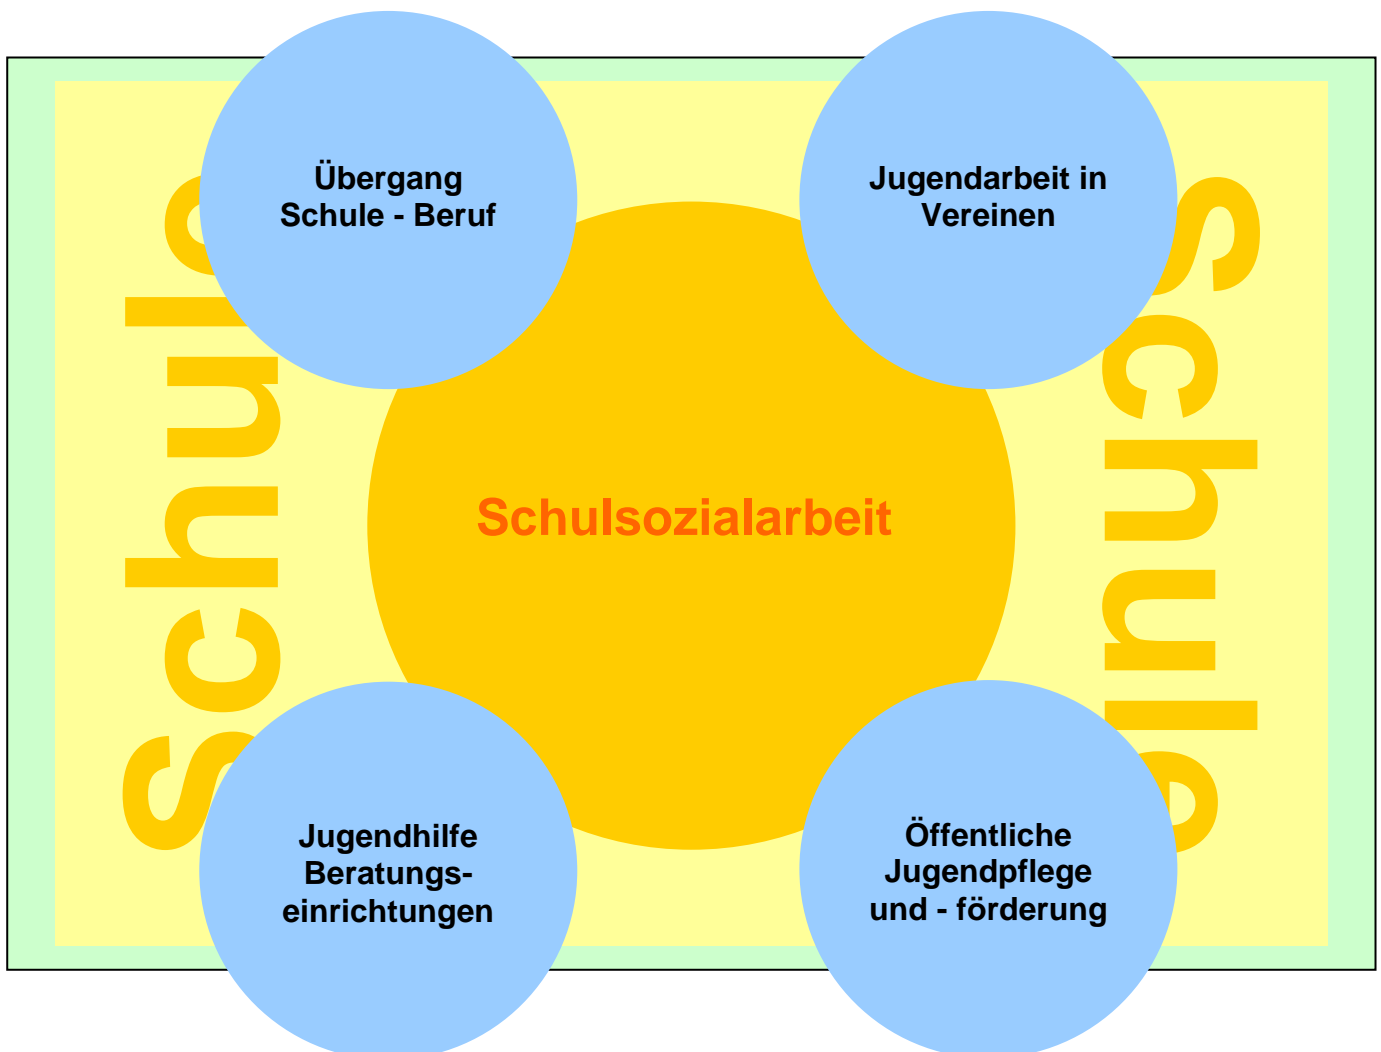 Übergang
Schule - Beruf
Jugendarbeit in
Vereinen
Schule
Schulsozialarbeit
Schule
Jugendhilfe
Beratungs-
einrichtungen
Öffentliche
Jugendpflege
und - förderung